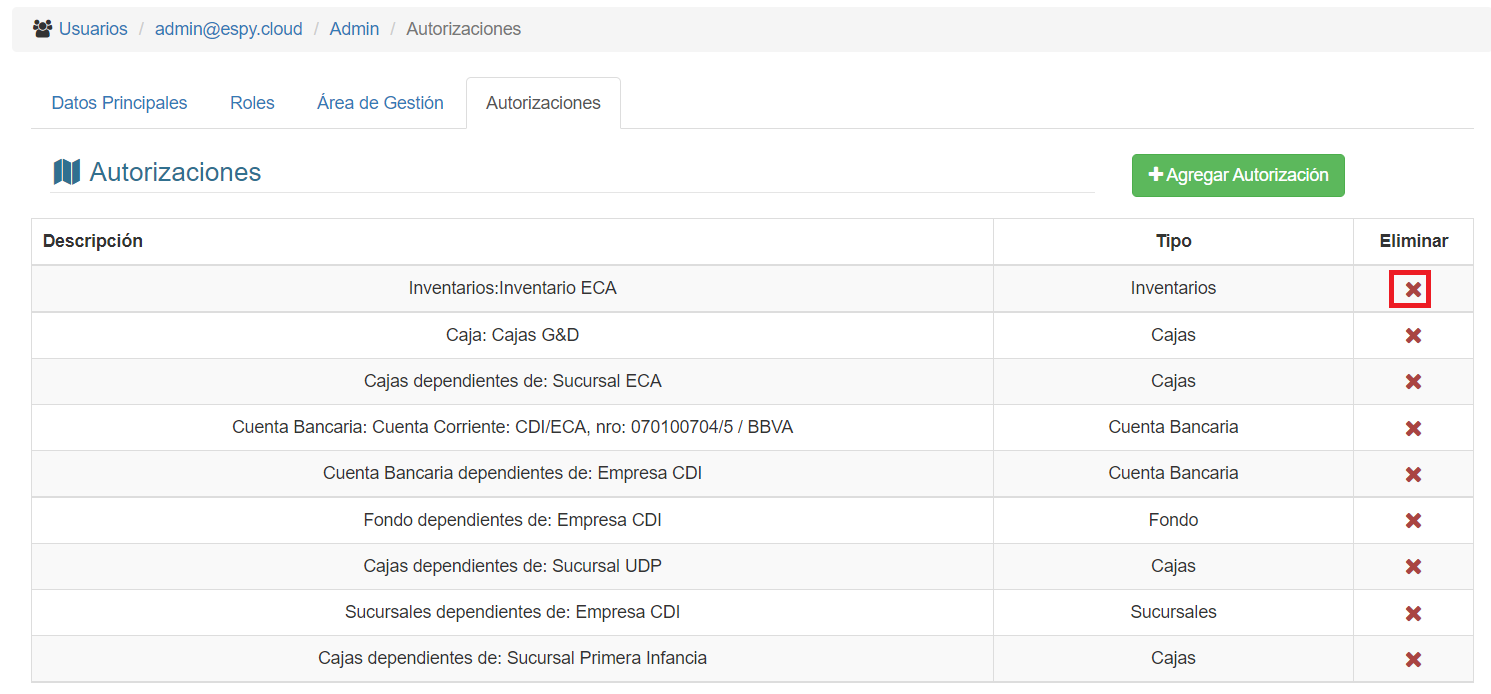 Usuarios / admin@espy.cloud / Admin / Autorizaciones
Datos Principales Roles Área de Gestión Autorizaciones
Autorizaciones Agregar Autorización
Descripción Tipo Eliminar
Inventarios:Inventario ECA Inventarios
Caja: Cajas G&D Cajas
Cajas dependientes de: Sucursal ECA Cajas
Cuenta Bancaria: Cuenta Corriente: CDI/ECA, nro: 070100704/5 / BBVA Cuenta Bancaria
Cuenta Bancaria dependientes de: Empresa CDI Cuenta Bancaria
Fondo dependientes de: Empresa CDI Fondo
Cajas dependientes de: Sucursal UDP Cajas
Sucursales dependientes de: Empresa CDI Sucursales
Cajas dependientes de: Sucursal Primera Infancia Cajas